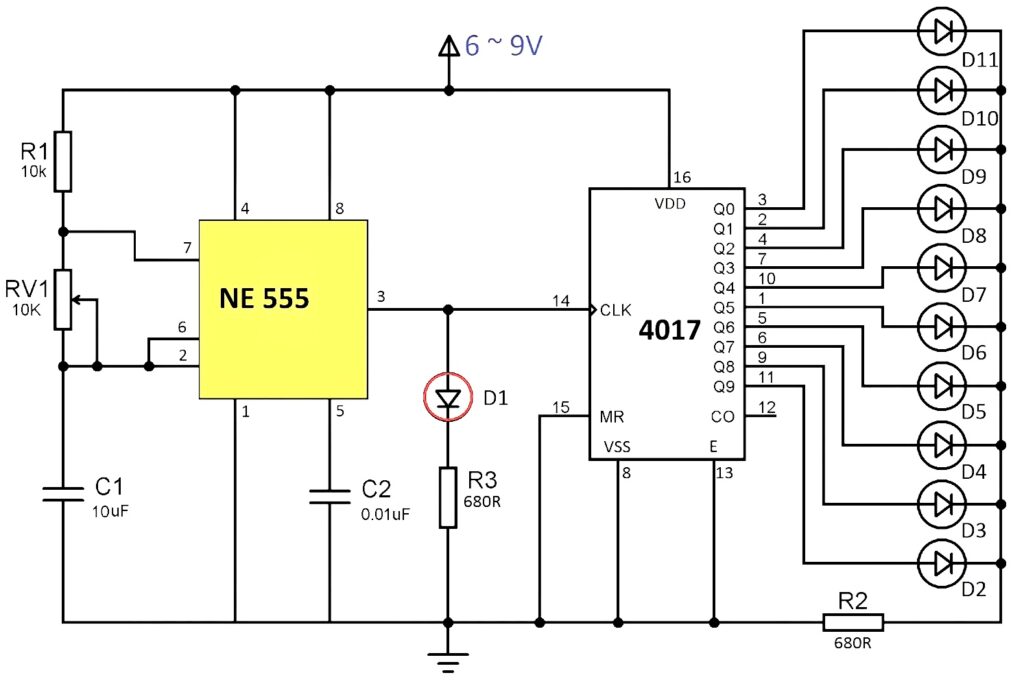 6 ~ 9V
R1
10k
RV1
10K
C1
10uF
NE 555
4
8
7
6
2
3
1
5
C2
0.01uF
D1
R3
680R
4017
16
VDD
14
CLK
15
MR
VSS
8
E
13
Q0 3
Q1 2
Q2 4
Q3 7
Q4 10
Q5 1
Q6 5
Q7 6
Q8 9
Q9 11
CO 12
D11
D10
D9
D8
D7
D6
D5
D4
D3
D2
R2
680R